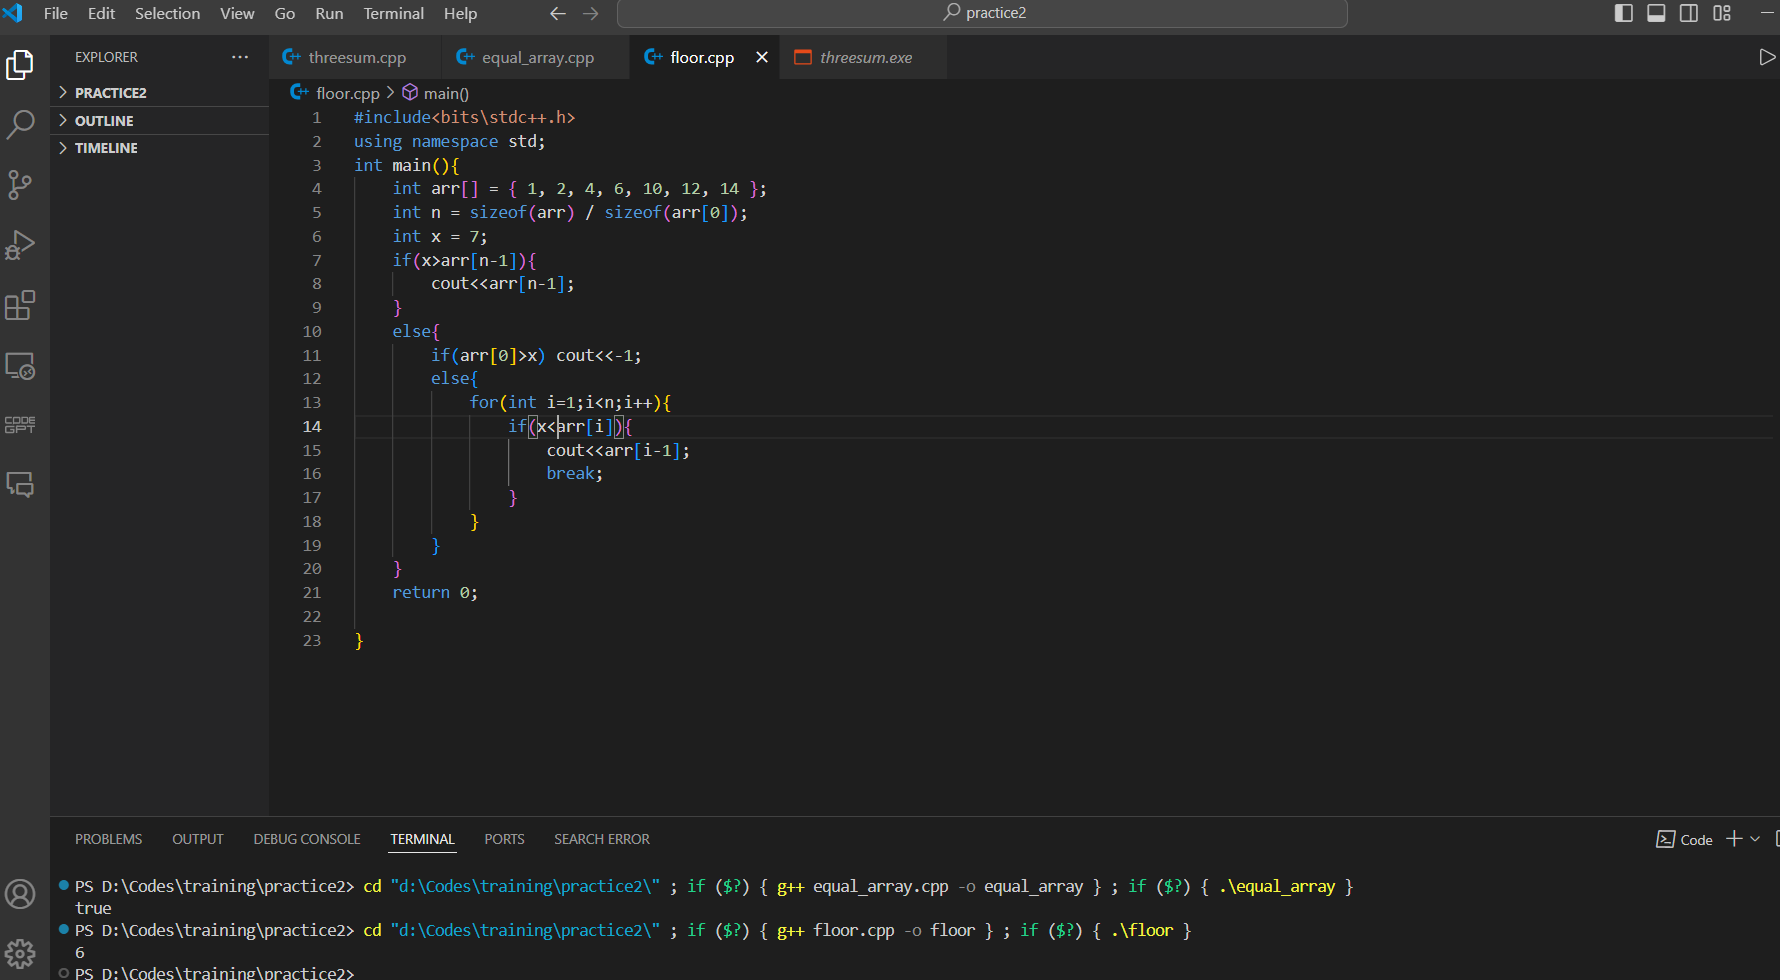 File Edit Selection View Go Run Terminal Help
practice2
EXPLORER
PRACTICE2
OUTLINE
TIMELINE
CODE
GPT
threesum.cpp equal_array.cpp floor.cpp threesum.exe
floor.cpp > main()
1 #include<bits\stdc++.h>
2 using namespace std;
3 int main(){
4 int arr[] = { 1, 2, 4, 6, 10, 12, 14 };
5 int n = sizeof(arr) / sizeof(arr[0]);
6 int x = 7;
7 if(x>arr[n-1]){
8 cout<<arr[n-1];
9 }
10 else{
11 if(arr[0]>x) cout<<-1;
12 else{
13 for(int i=1;i<n;i++){
14 if(x<arr[i]){
15 cout<<arr[i-1];
16 break;
17 }
18 }
19 }
20 }
21 return 0;
22
23 }
PROBLEMS OUTPUT DEBUG CONSOLE TERMINAL PORTS SEARCH ERROR
Code
PS D:\Codes\training\practice2> cd "d:\Codes\training\practice2\" ; if ($?) { g++ equal_array.cpp -o equal_array } ; if ($?) { .\equal_array }
true
PS D:\Codes\training\practice2> cd "d:\Codes\training\practice2\" ; if ($?) { g++ floor.cpp -o floor } ; if ($?) { .\floor }
6
PS D:\Codes\training\practice2>